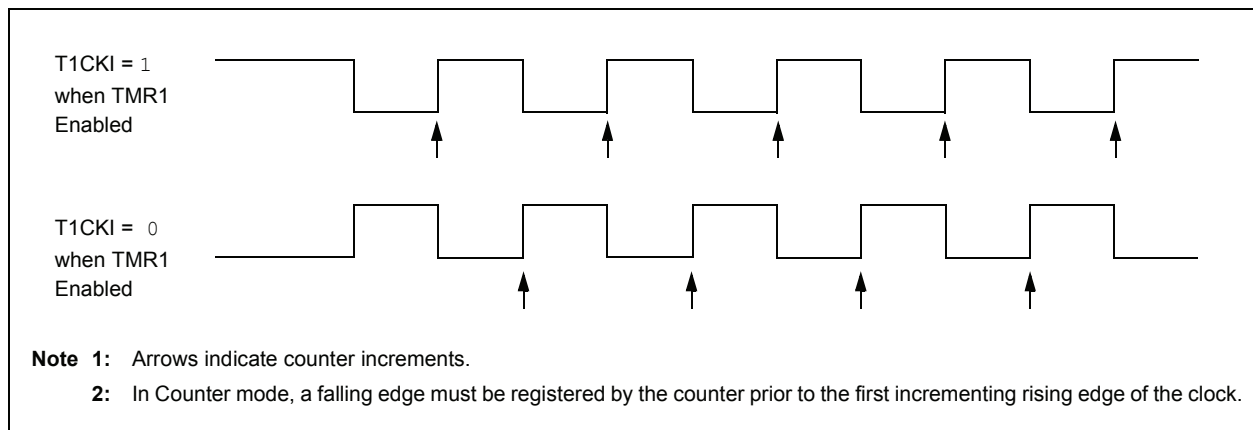 T1CKI = 1
when TMR1
Enabled
T1CKI = 0
when TMR1
Enabled
Note 1: Arrows indicate counter increments.
2: In Counter mode, a falling edge must be registered by the counter prior to the first incrementing rising edge of the clock.